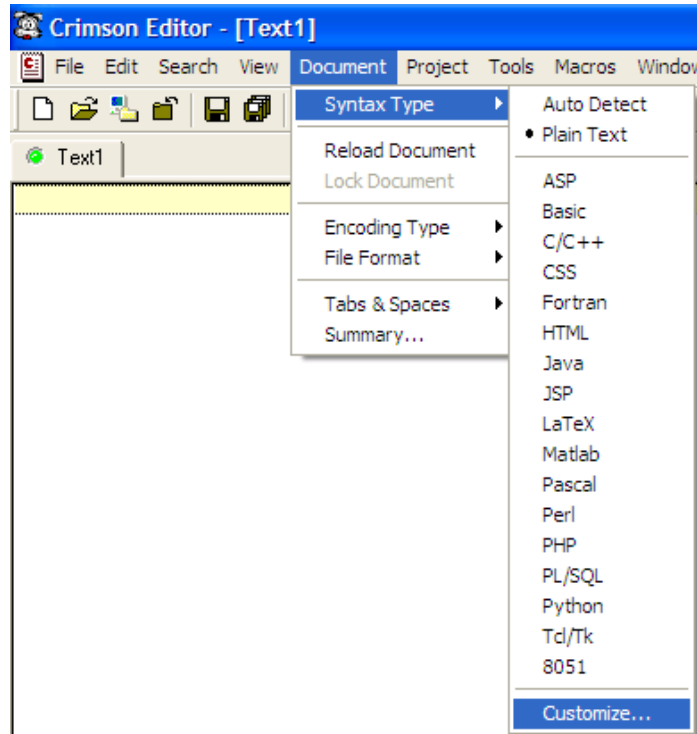 Crimson Editor - [Text1]
File Edit Search View Document Project Tools Macros Window
Text1
Syntax Type
Reload Document
Lock Document
Encoding Type
File Format
Tabs & Spaces
Summary...
Auto Detect
Plain Text
ASP
Basic
C/C++
CSS
Fortran
HTML
Java
JSP
LaTeX
Matlab
Pascal
Perl
PHP
PL/SQL
Python
Tcl/Tk
8051
Customize...